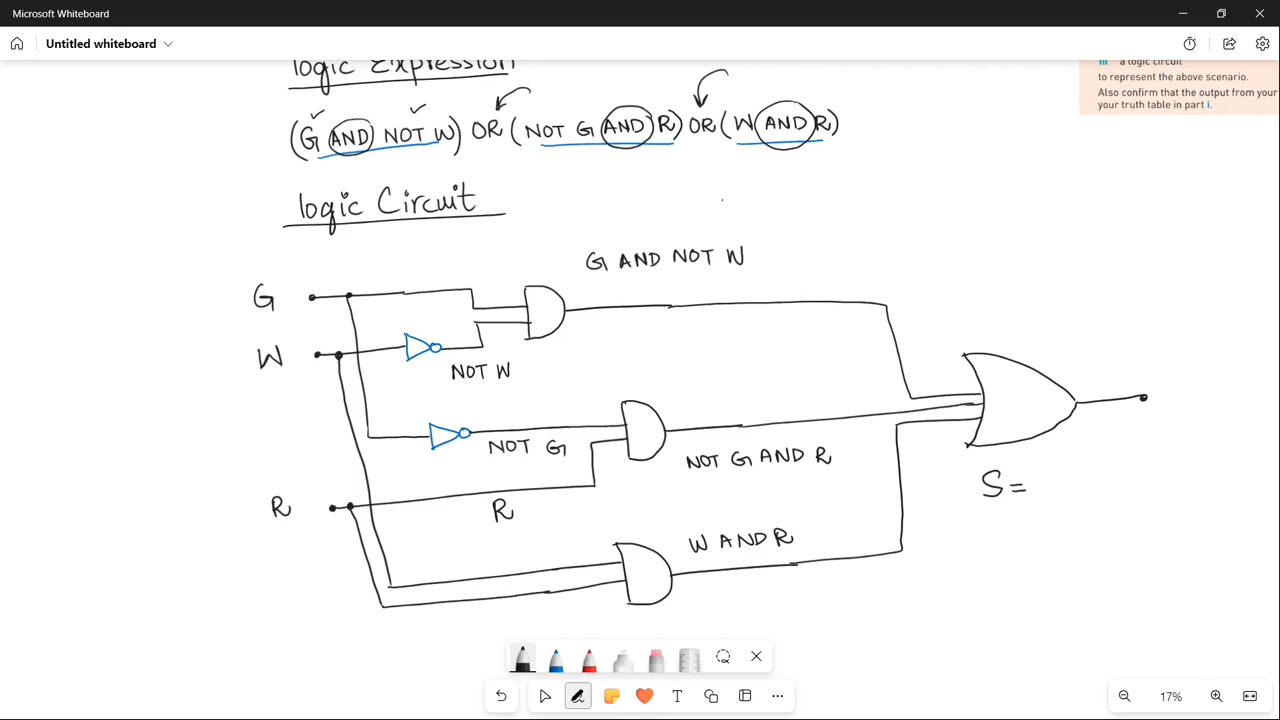 Microsoft Whiteboard
Untitled whiteboard
logic Expression
(G AND NOT W) OR (NOT G AND R) OR (W AND R)
iii a logic circuit
to represent the above scenario.
Also confirm that the output from your
your truth table in part i.
logic Circuit
G AND NOT W
G
W
NOT W
NOT G
NOT G AND R
R
R
S=
W AND R
17%